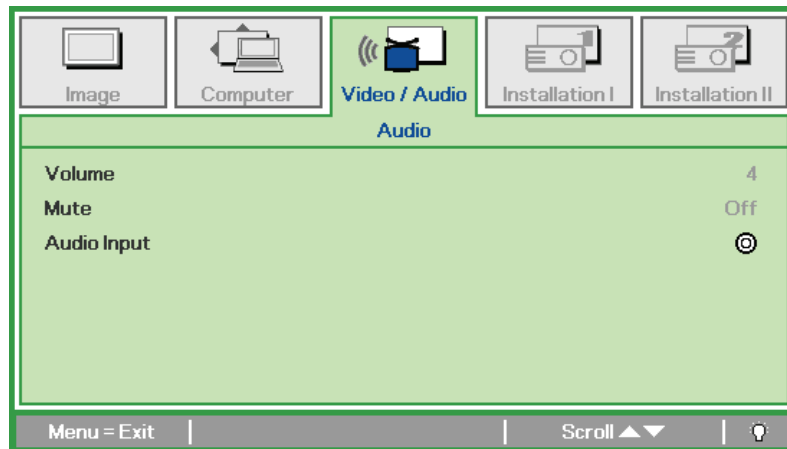 Image
Computer
Video / Audio
Installation I
Installation II
Audio
Volume 4
Mute Off
Audio Input
Menu = Exit Scroll ▲▼